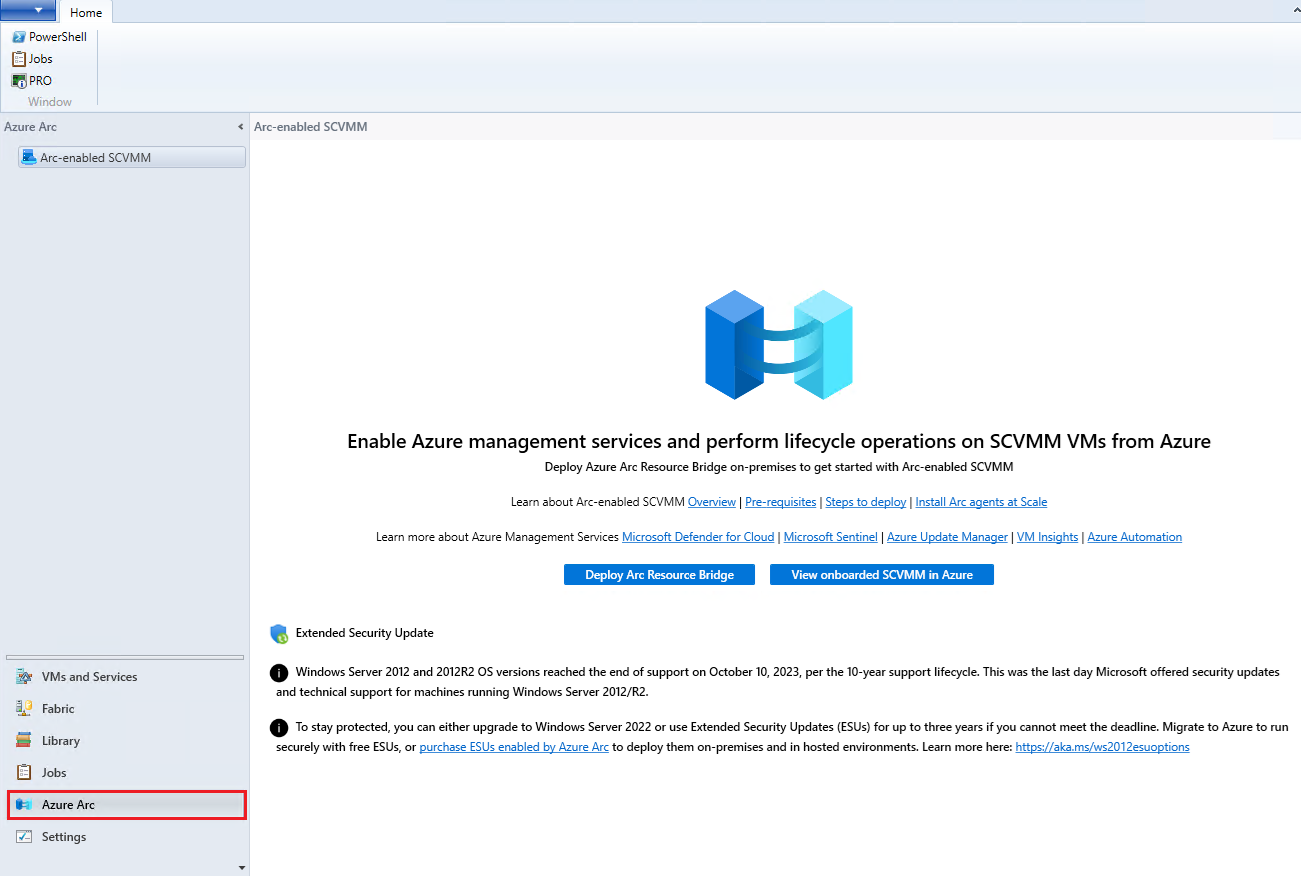 Home
PowerShell
Jobs
PRO
Window
Azure Arc
Arc-enabled SCVMM
Arc-enabled SCVMM
Enable Azure management services and perform lifecycle operations on SCVMM VMs from Azure
Deploy Azure Arc Resource Bridge on-premises to get started with Arc-enabled SCVMM
Learn about Arc-enabled SCVMM Overview | Pre-requisites | Steps to deploy | Install Arc agents at Scale
Learn more about Azure Management Services Microsoft Defender for Cloud | Microsoft Sentinel | Azure Update Manager | VM Insights | Azure Automation
Deploy Arc Resource Bridge
View onboarded SCVMM in Azure
Extended Security Update
Windows Server 2012 and 2012R2 OS versions reached the end of support on October 10, 2023, per the 10-year support lifecycle. This was the last day Microsoft offered security updates
and technical support for machines running Windows Server 2012/R2.
To stay protected, you can either upgrade to Windows Server 2022 or use Extended Security Updates (ESUs) for up to three years if you cannot meet the deadline. Migrate to Azure to run
securely with free ESUs, or purchase ESUs enabled by Azure Arc to deploy them on-premises and in hosted environments. Learn more here: https://aka.ms/ws2012esuoptions
VMs and Services
Fabric
Library
Jobs
Azure Arc
Settings